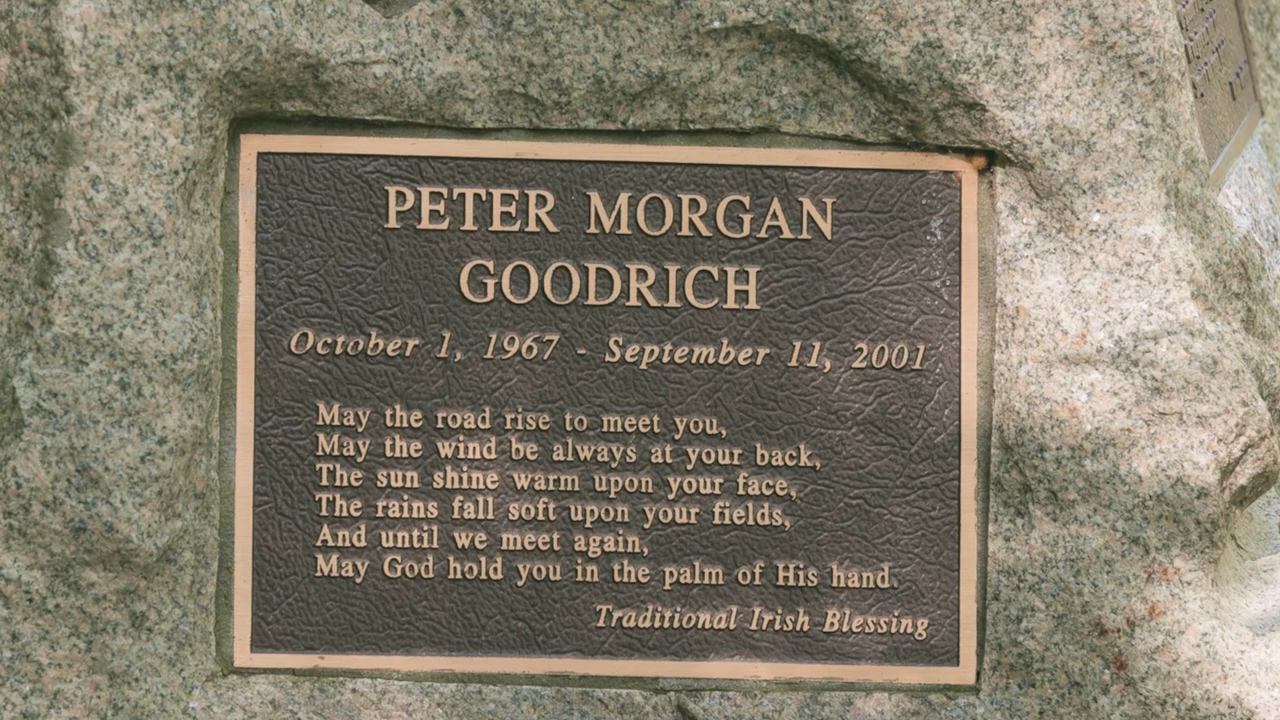 PETER MORGAN
GOODRICH
October 1, 1967 - September 11, 2001
May the road rise to meet you,
May the wind be always at your back,
The sun shine warm upon your face,
The rains fall soft upon your fields,
And until we meet again,
May God hold you in the palm of His hand.
Traditional Irish Blessing